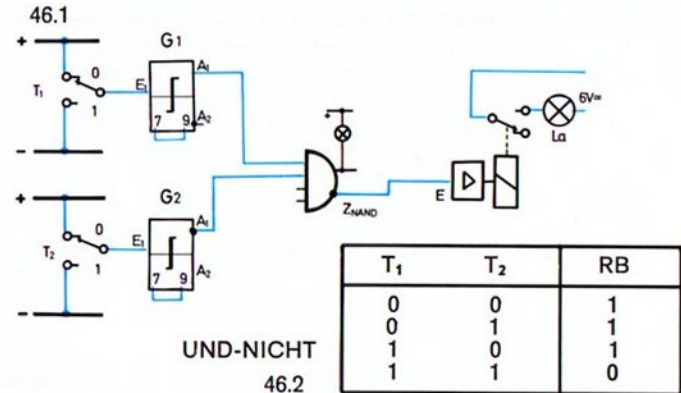 46.1
+
G1
T₁
0
1
E₁
A₁
A₂
7 9
−
+
6V≂
La
+
G2
T₂
0
1
E₁
A₁
A₂
7 9
−
Z_NAND
E
T₁ T₂ RB
0 0 1
0 1 1
1 0 1
1 1 0
UND-NICHT
46.2